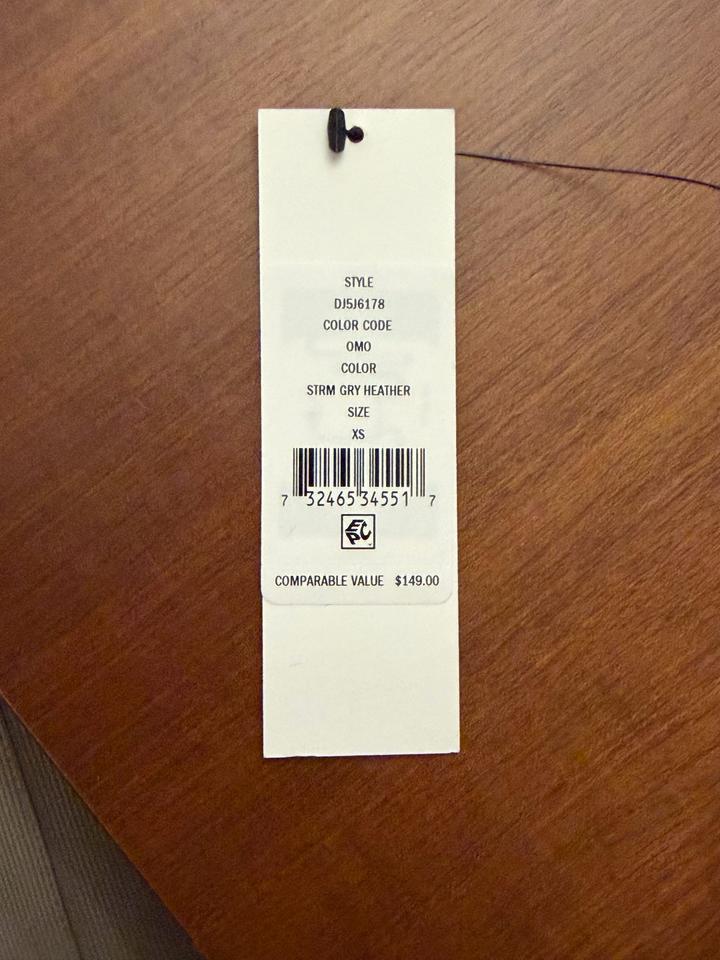 STYLE
DJ5J6178
COLOR CODE
OMO
COLOR
STRM GRY HEATHER
SIZE
XS
7 32465 34551 7
EPC
COMPARABLE VALUE $149.00